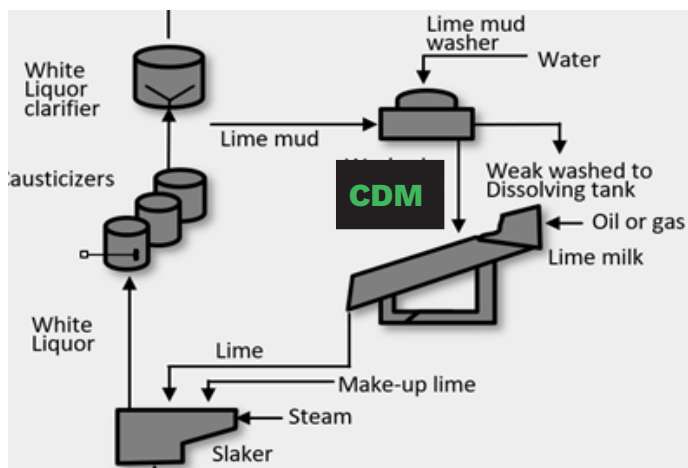 Lime mud
washer
Water
White
Liquor
clarifier
Lime mud
Weak washed to
Dissolving tank
CDM
Oil or gas
Lime milk
White
Liquor
Lime
Make-up lime
Steam
Slaker